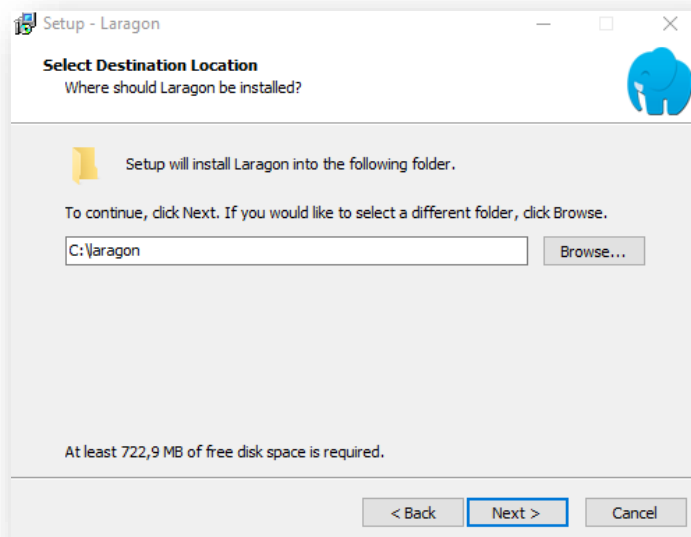 Setup - Laragon
Select Destination Location
Where should Laragon be installed?
Setup will install Laragon into the following folder.
To continue, click Next. If you would like to select a different folder, click Browse.
C:\laragon
Browse...
At least 722,9 MB of free disk space is required.
< Back
Next >
Cancel